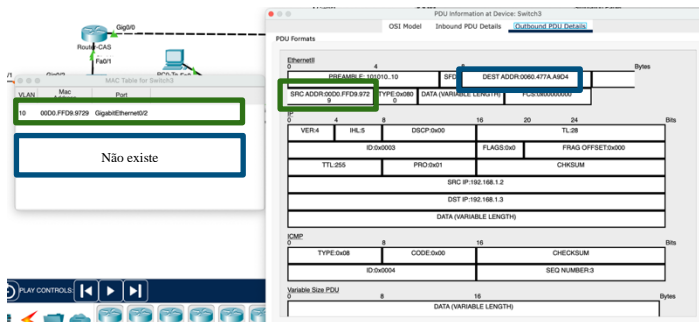 Gig0/0
Router-CAS
Fa0/1
MAC Table for Switch3
VLAN
Mac
Port
10 00D0.FFD9.9729 GigabitEthernet0/2
Não existe
PLAY CONTROLS:
PDU Information at Device: Switch3
OSI Model Inbound PDU Details Outbound PDU Details
PDU Formats
EthernetII
0 4 8 Bytes
PREAMBLE: 101010..10 SFD DEST ADDR:0060.477A.A9D4
SRC ADDR:00D0.FFD9.972
9
TYPE:0x080
0
DATA (VARIABLE LENGTH) FCS:0x00000000
IP
0 4 8 16 20 24 Bits
VER:4 IHL:5 DSCP:0x00 TL:28
ID:0x0003 FLAGS:0x0 FRAG OFFSET:0x000
TTL:255 PRO:0x01 CHKSUM
SRC IP:192.168.1.2
DST IP:192.168.1.3
DATA (VARIABLE LENGTH)
ICMP
0 8 16 Bits
TYPE:0x08 CODE:0x00 CHECKSUM
ID:0x0004 SEQ NUMBER:3
Variable Size PDU
0 8 16 Bytes
DATA (VARIABLE LENGTH)